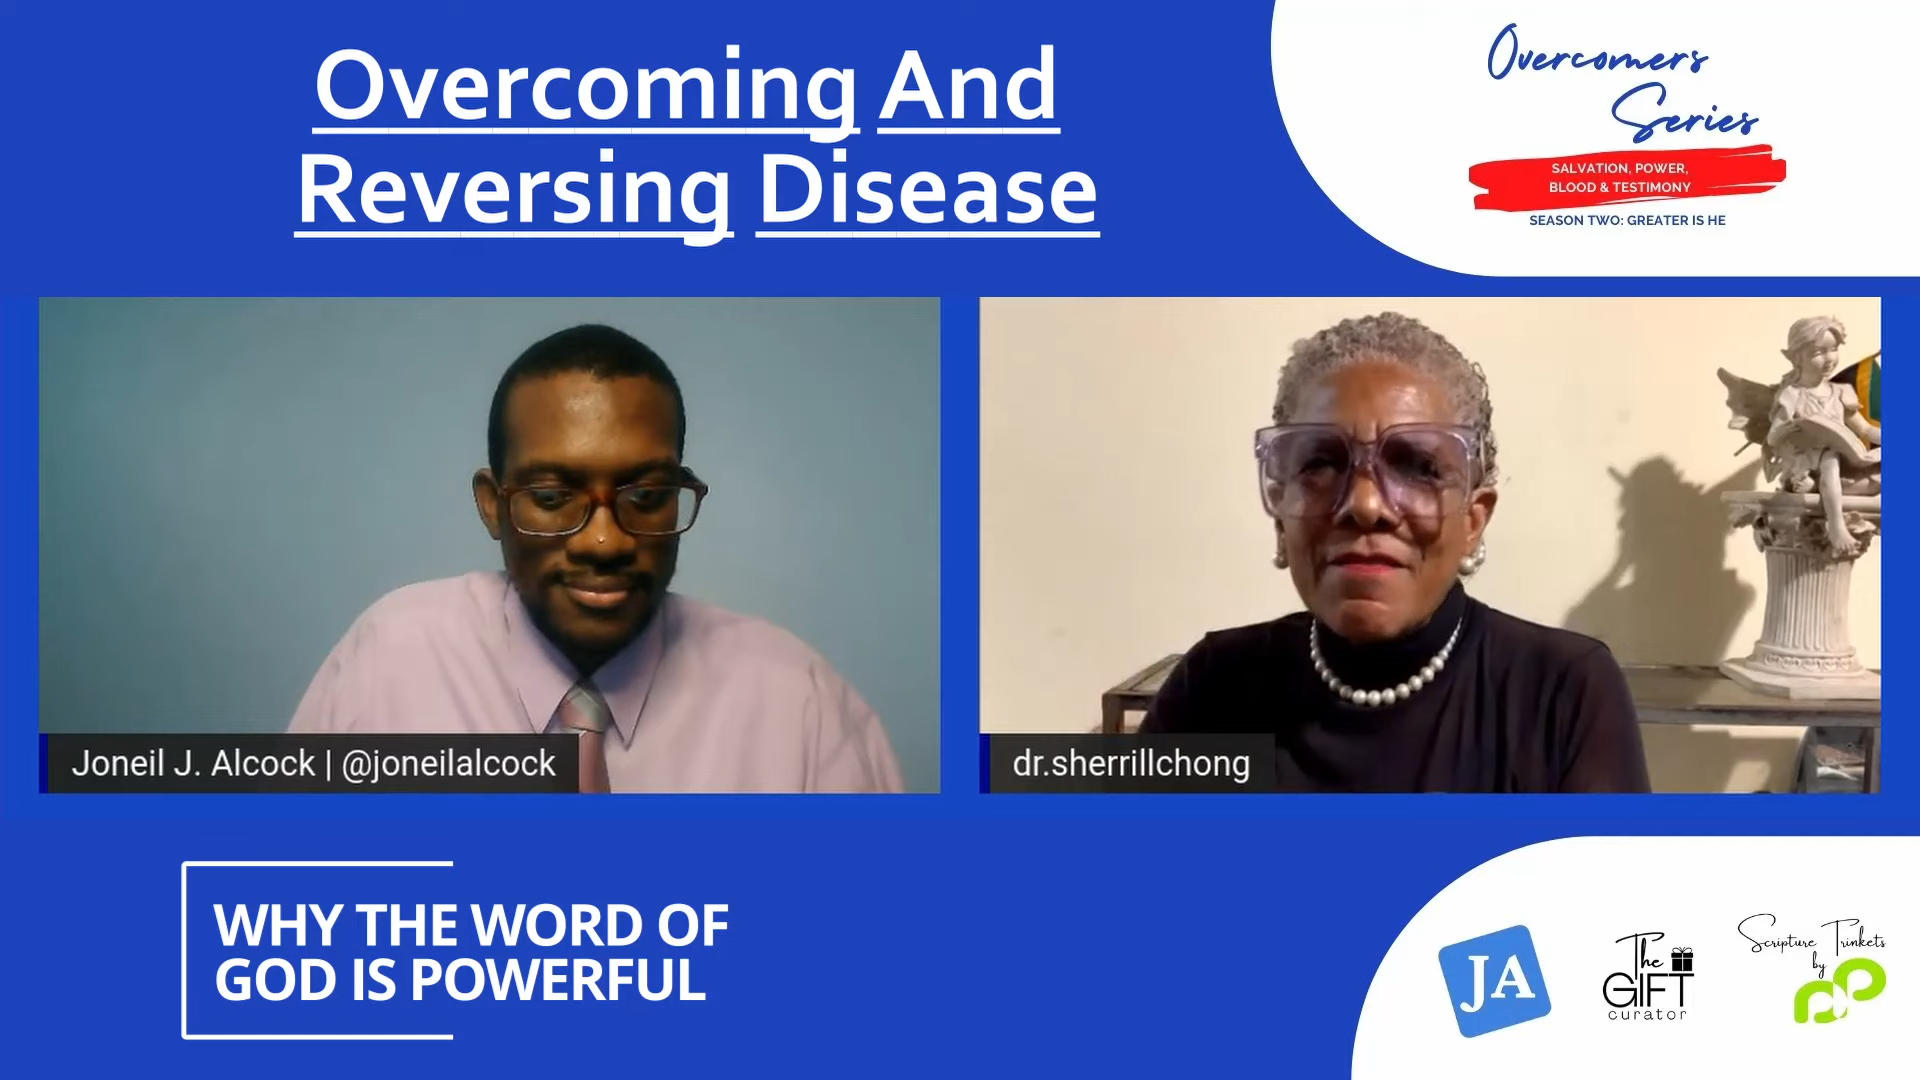 Overcoming And
Reversing Disease
Overcomers
Series
SALVATION, POWER,
BLOOD & TESTIMONY
SEASON TWO: GREATER IS HE
Joneil J. Alcock | @joneilalcock
dr.sherrillchong
WHY THE WORD OF
GOD IS POWERFUL
JA
The
GIFT
curator
Scripture Trinkets
by